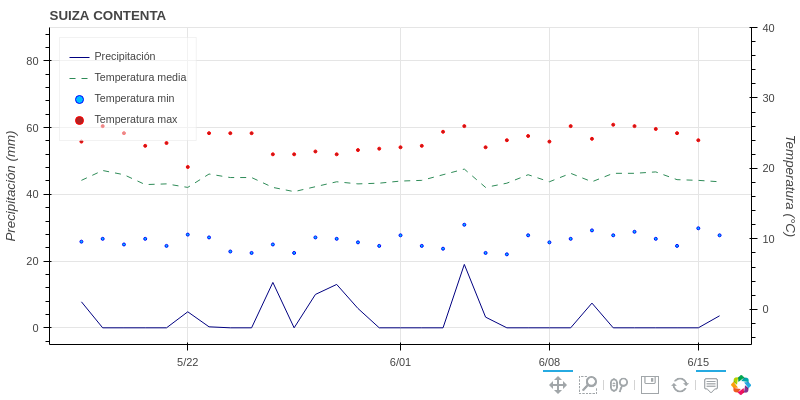 SUIZA CONTENTA
Precipitación
Temperatura media
Temperatura min
Temperatura max
Precipitación (mm)
80
60
40
20
0
Temperatura (°C)
40
30
20
10
0
5/22
6/01
6/08
6/15